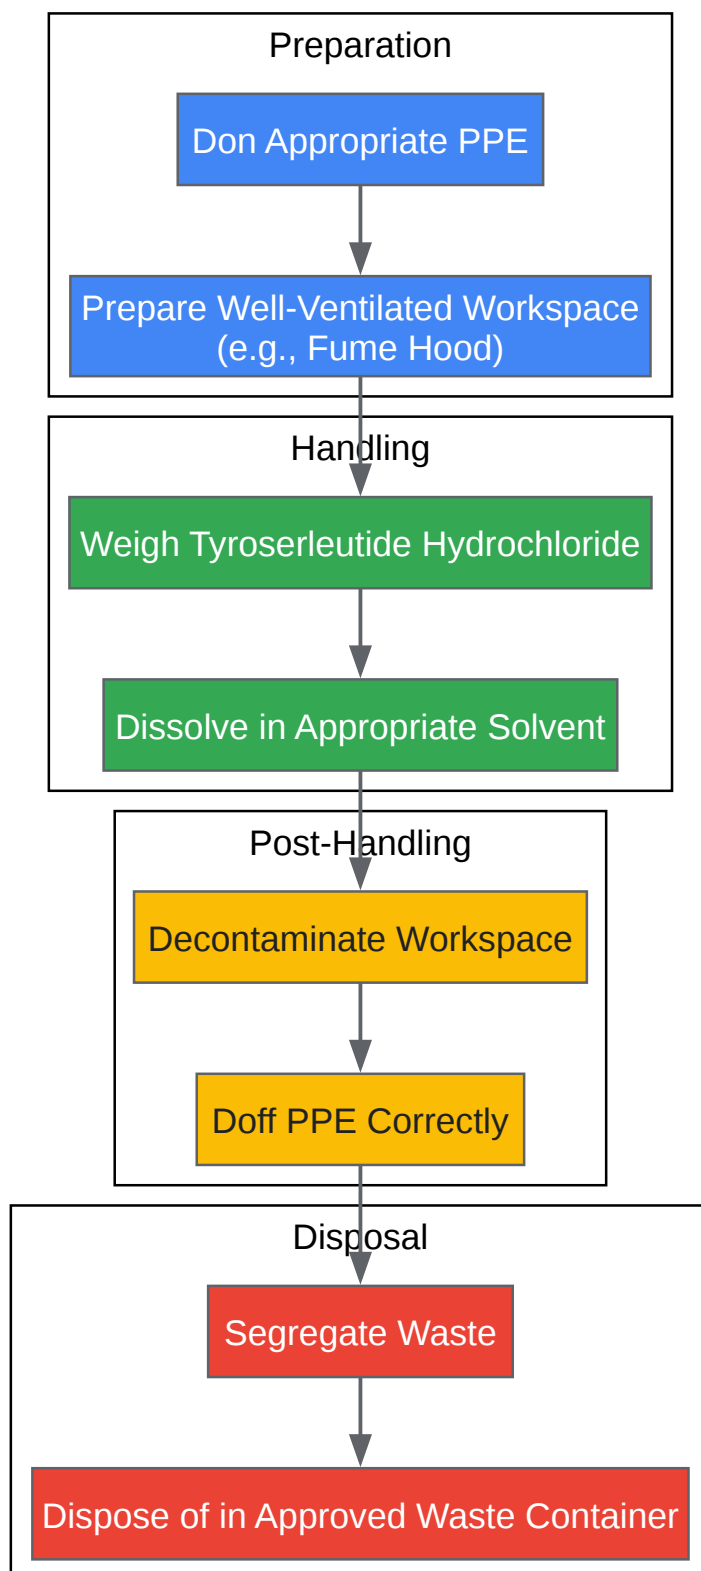 Preparation
Don Appropriate PPE
Prepare Well-Ventilated Workspace
(e.g., Fume Hood)
Handling
Weigh Tyroserleutide Hydrochloride
Dissolve in Appropriate Solvent
Post-Handling
Decontaminate Workspace
Doff PPE Correctly
Disposal
Segregate Waste
Dispose of in Approved Waste Container